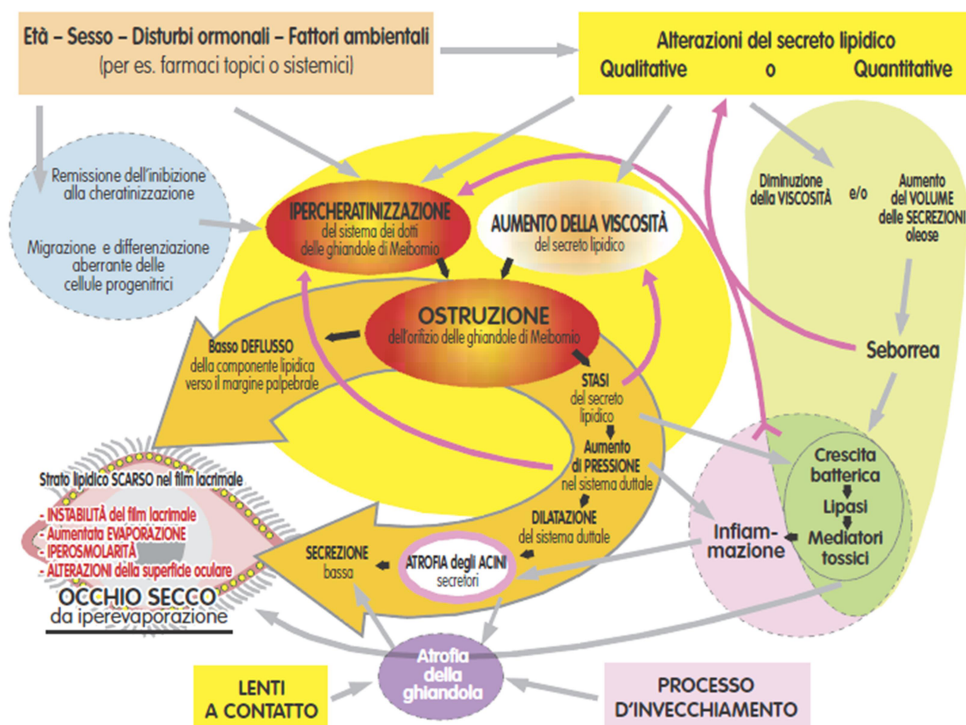 Età – Sesso – Disturbi ormonali – Fattori ambientali
(per es. farmaci topici o sistemici)
Alterazioni del secreto lipidico
Qualitative o Quantitative
Remissione dell'inibizione
alla cheratinizzazione
Migrazione e differenziazione
aberrante delle
cellule progenitrici
IPERCHERATINIZZAZIONE
del sistema dei dotti
delle ghiandole di Meibomio
AUMENTO DELLA VISCOSITÀ
del secreto lipidico
Diminuzione
della VISCOSITÀ
e/o
Aumento
del VOLUME
delle SECREZIONI
oleose
OSTRUZIONE
dell'orifizio delle ghiandole di Meibomio
Basso DEFLUSSO
della componente lipidica
verso il margine palpebrale
STASI
del secreto
lipidico
Aumento
di PRESSIONE
nel sistema duttale
DILATAZIONE
del sistema duttale
Seborrea
Crescita
batterica
Lipasi
Mediatori
tossici
Infiam-
mazione
ATROFIA degli ACINI
secretori
SECREZIONE
bassa
Strato lipidico SCARSO nel film lacrimale
- INSTABILITÀ del film lacrimale
- Aumentata EVAPORAZIONE
- IPEROSMOLARITÀ
- ALTERAZIONI della superficie oculare
OCCHIO SECCO
da iperevaporazione
Atrofia
della
ghiandola
LENTI
A CONTATTO
PROCESSO
D'INVECCHIAMENTO